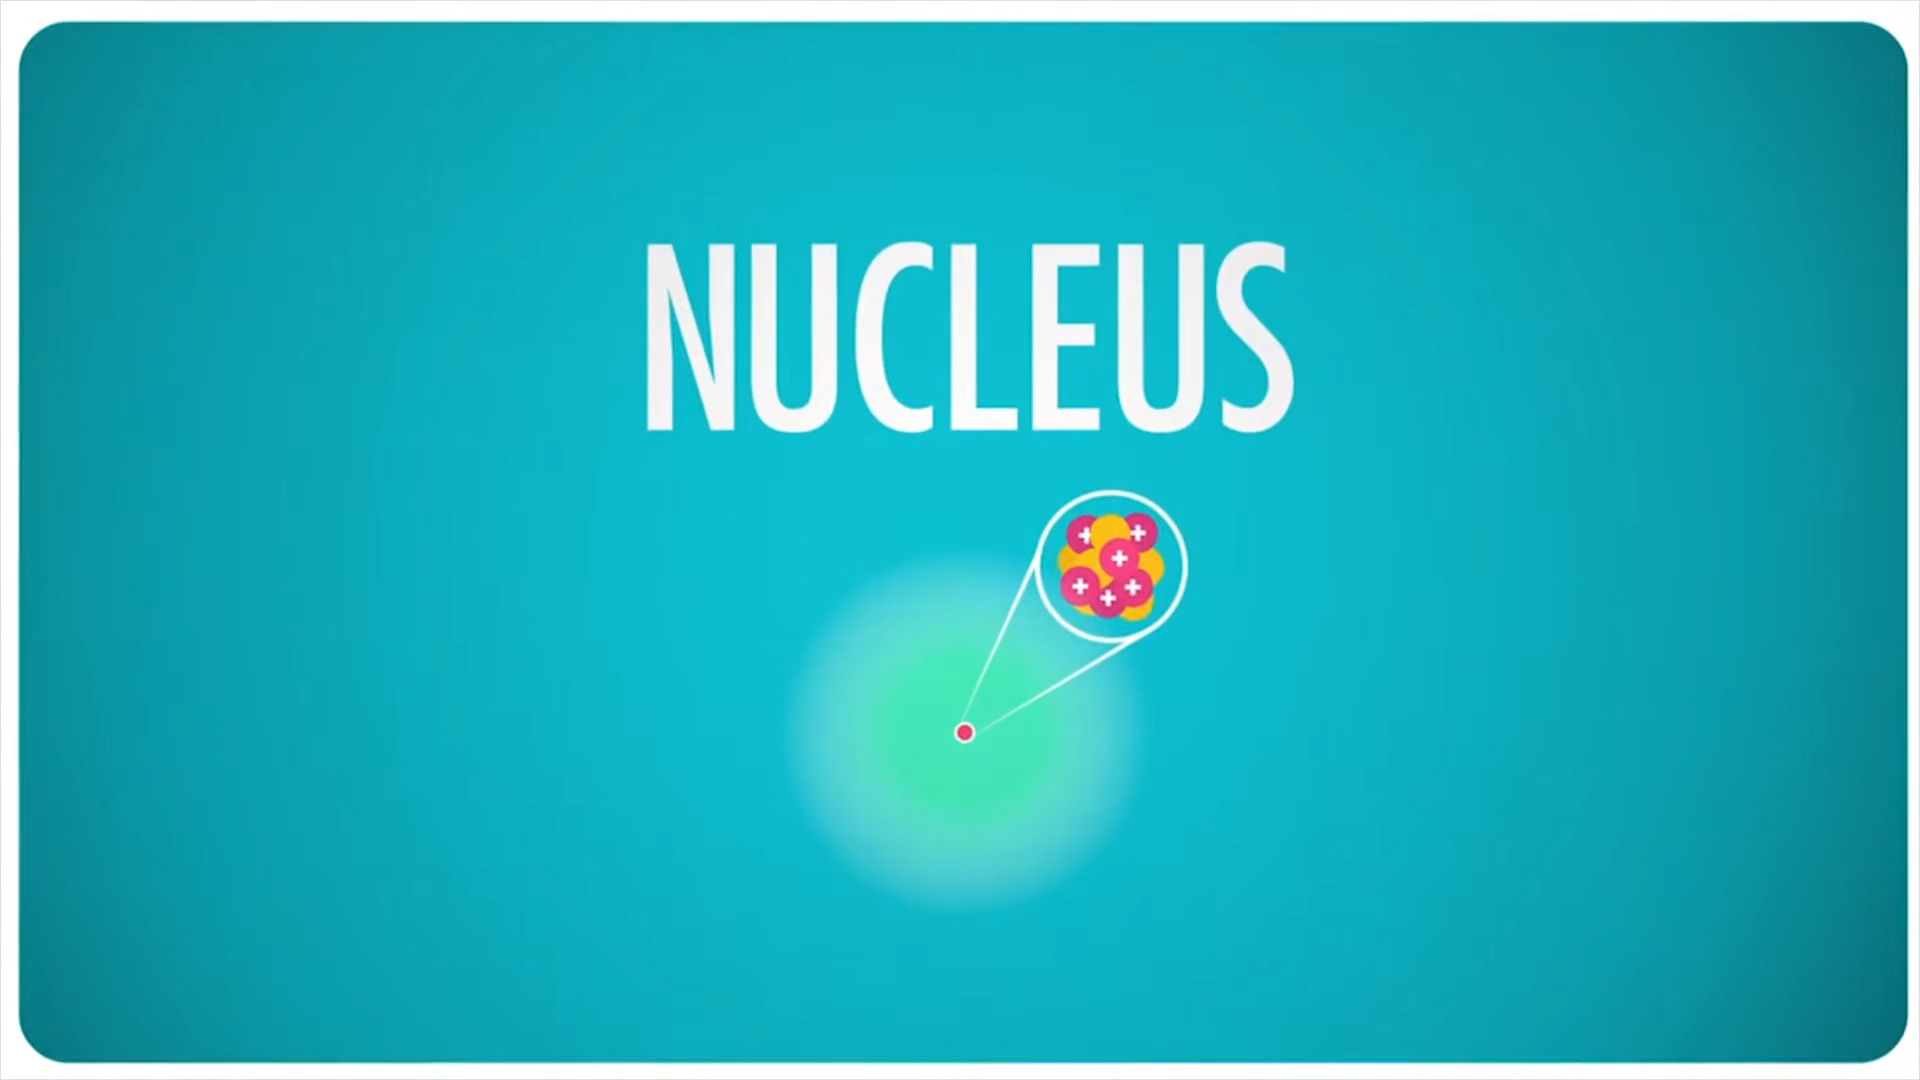 NUCLEUS
+ +
+
+ +
+